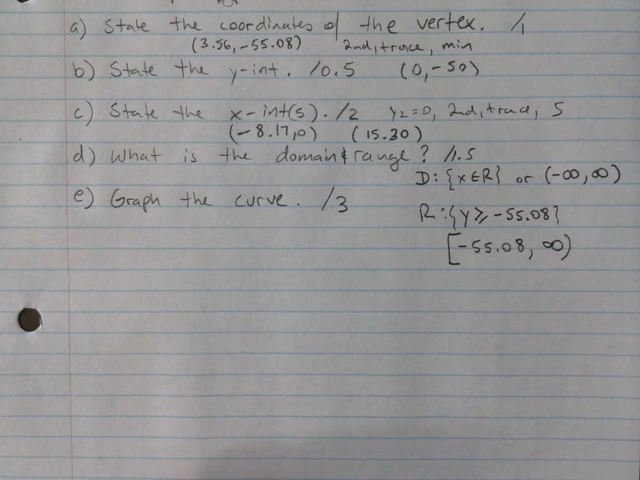 a) State the coordinates of the vertex. /1
(3.56, -55.08) 2nd, trace, min
b) State the y-int. /0.5 (0, -50)
c) State the x-int(s). /2 y₂=0, 2nd, trace, 5
(-8.17, 0) (15.30)
d) What is the domain & range? /1.5
D: {x∈R} or (-∞, ∞)
e) Graph the curve. /3
R: {y ≥ -55.08}
[-55.08, ∞)